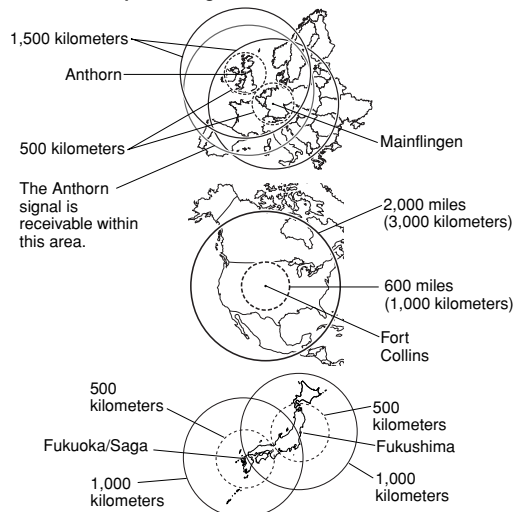 1,500 kilometers
Anthorn
500 kilometers
Mainflingen
The Anthorn
signal is
receivable within
this area.
2,000 miles
(3,000 kilometers)
600 miles
(1,000 kilometers)
Fort
Collins
500
kilometers
500
kilometers
Fukuoka/Saga
Fukushima
1,000
kilometers
1,000
kilometers